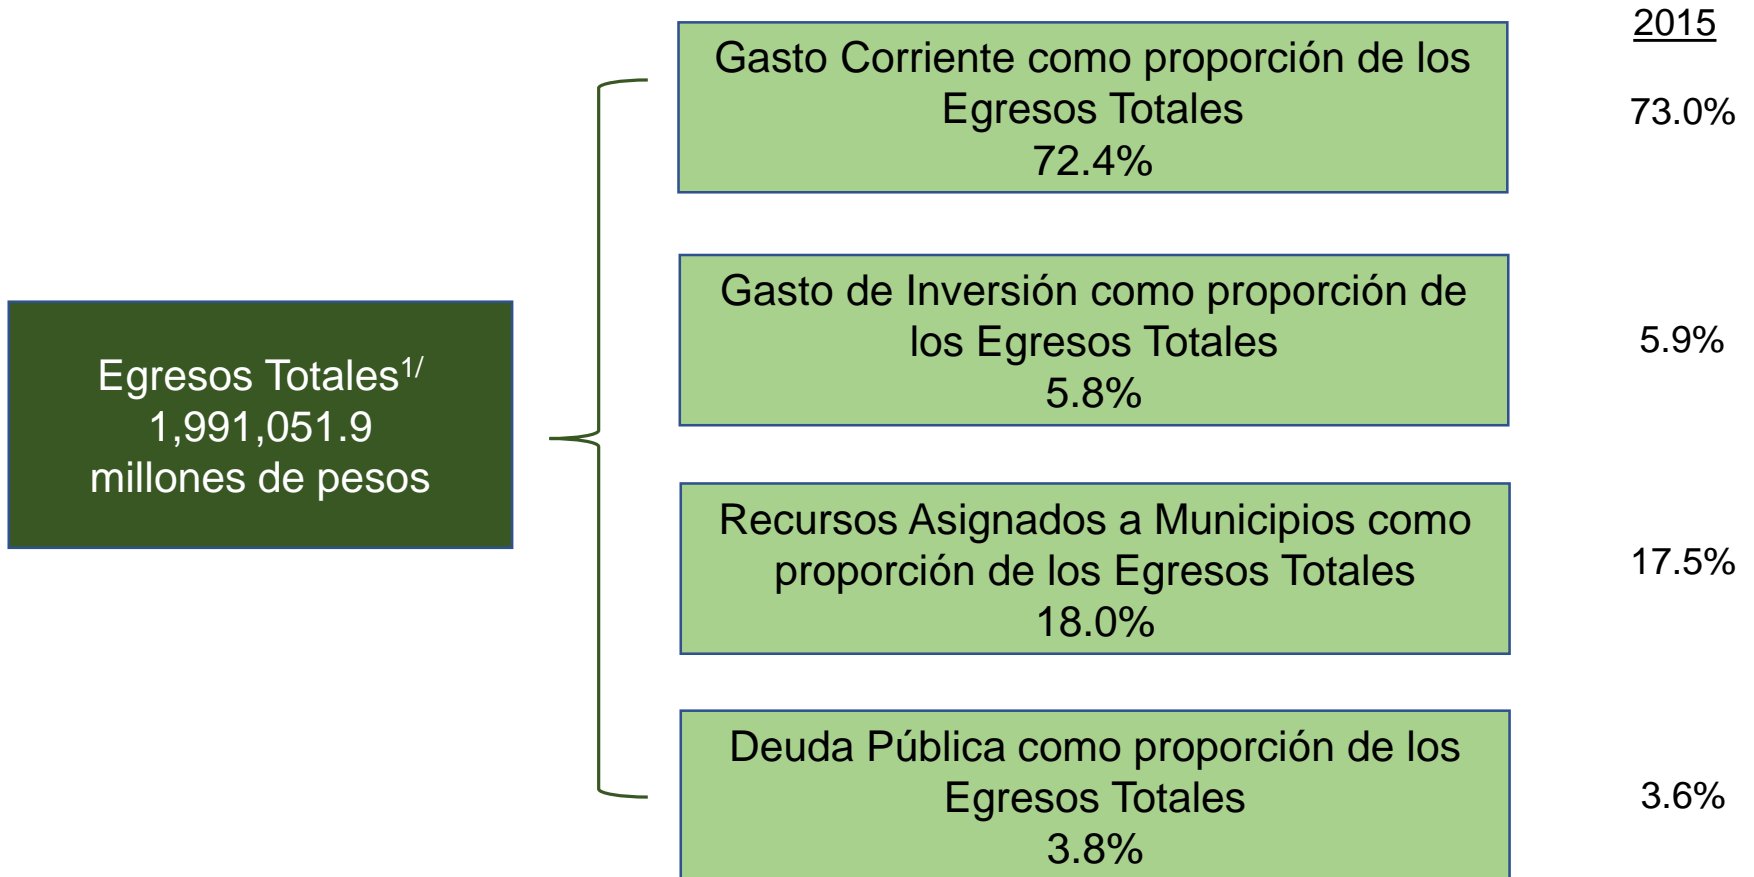 2015
Gasto Corriente como proporción de los
Egresos Totales
72.4%
73.0%
Gasto de Inversión como proporción de
los Egresos Totales
5.8%
5.9%
Egresos Totales1/
1,991,051.9
millones de pesos
Recursos Asignados a Municipios como
proporción de los Egresos Totales
18.0%
17.5%
Deuda Pública como proporción de los
Egresos Totales
3.8%
3.6%